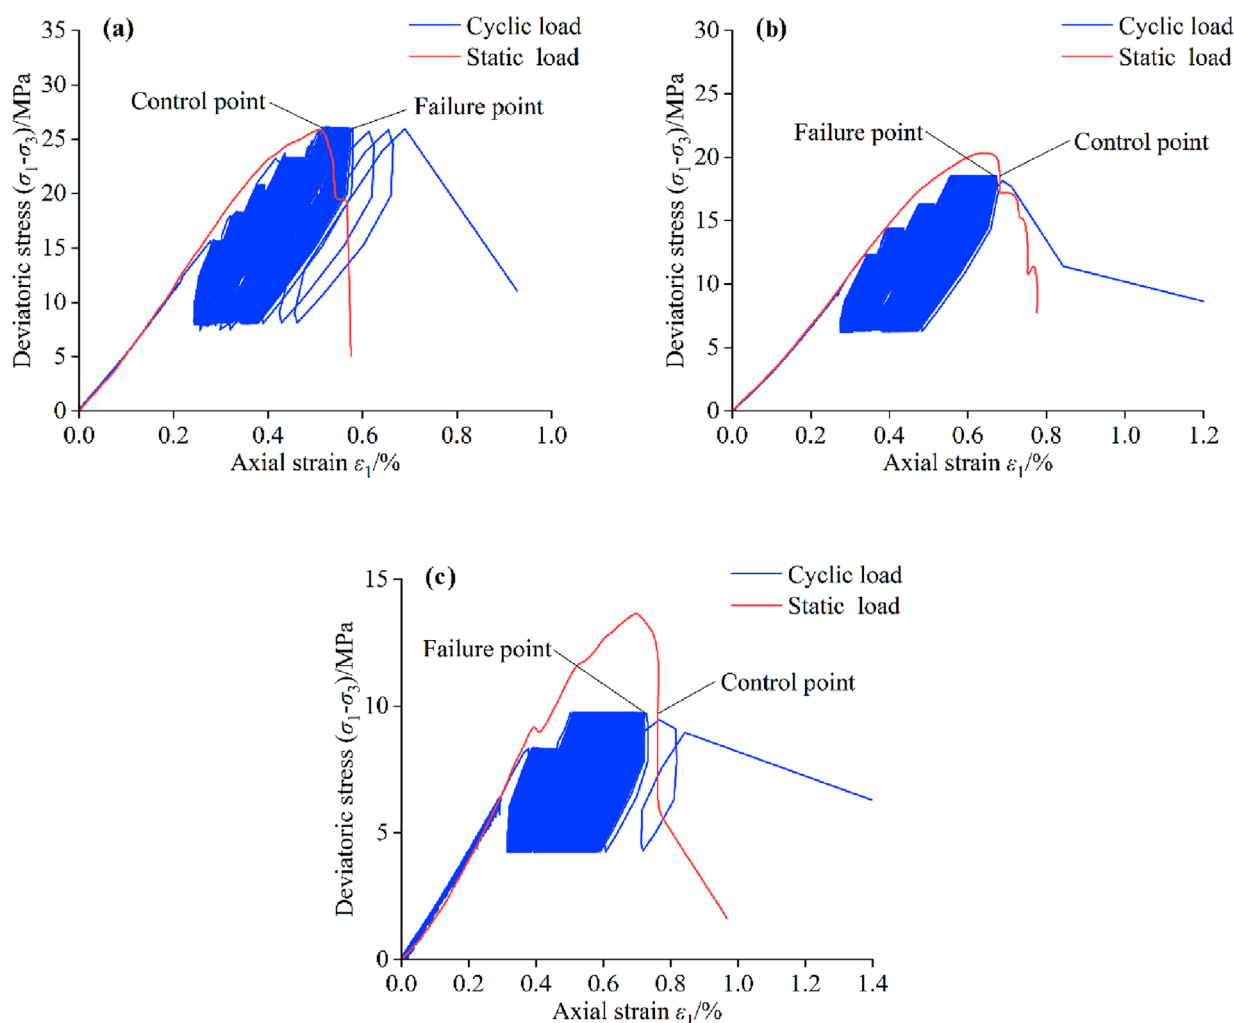 (a)
Cyclic load
Static load
Control point
Failure point
Deviatoric stress (σ1-σ3)/MPa
35
30
25
20
15
10
5
0
0.0 0.2 0.4 0.6 0.8 1.0
Axial strain ε1/%
(b)
Cyclic load
Static load
Failure point
Control point
Deviatoric stress (σ1-σ3)/MPa
30
25
20
15
10
5
0
0.0 0.2 0.4 0.6 0.8 1.0 1.2
Axial strain ε1/%
(c)
Cyclic load
Static load
Failure point
Control point
Deviatoric stress (σ1-σ3)/MPa
15
10
5
0
0.0 0.2 0.4 0.6 0.8 1.0 1.2 1.4
Axial strain ε1/%